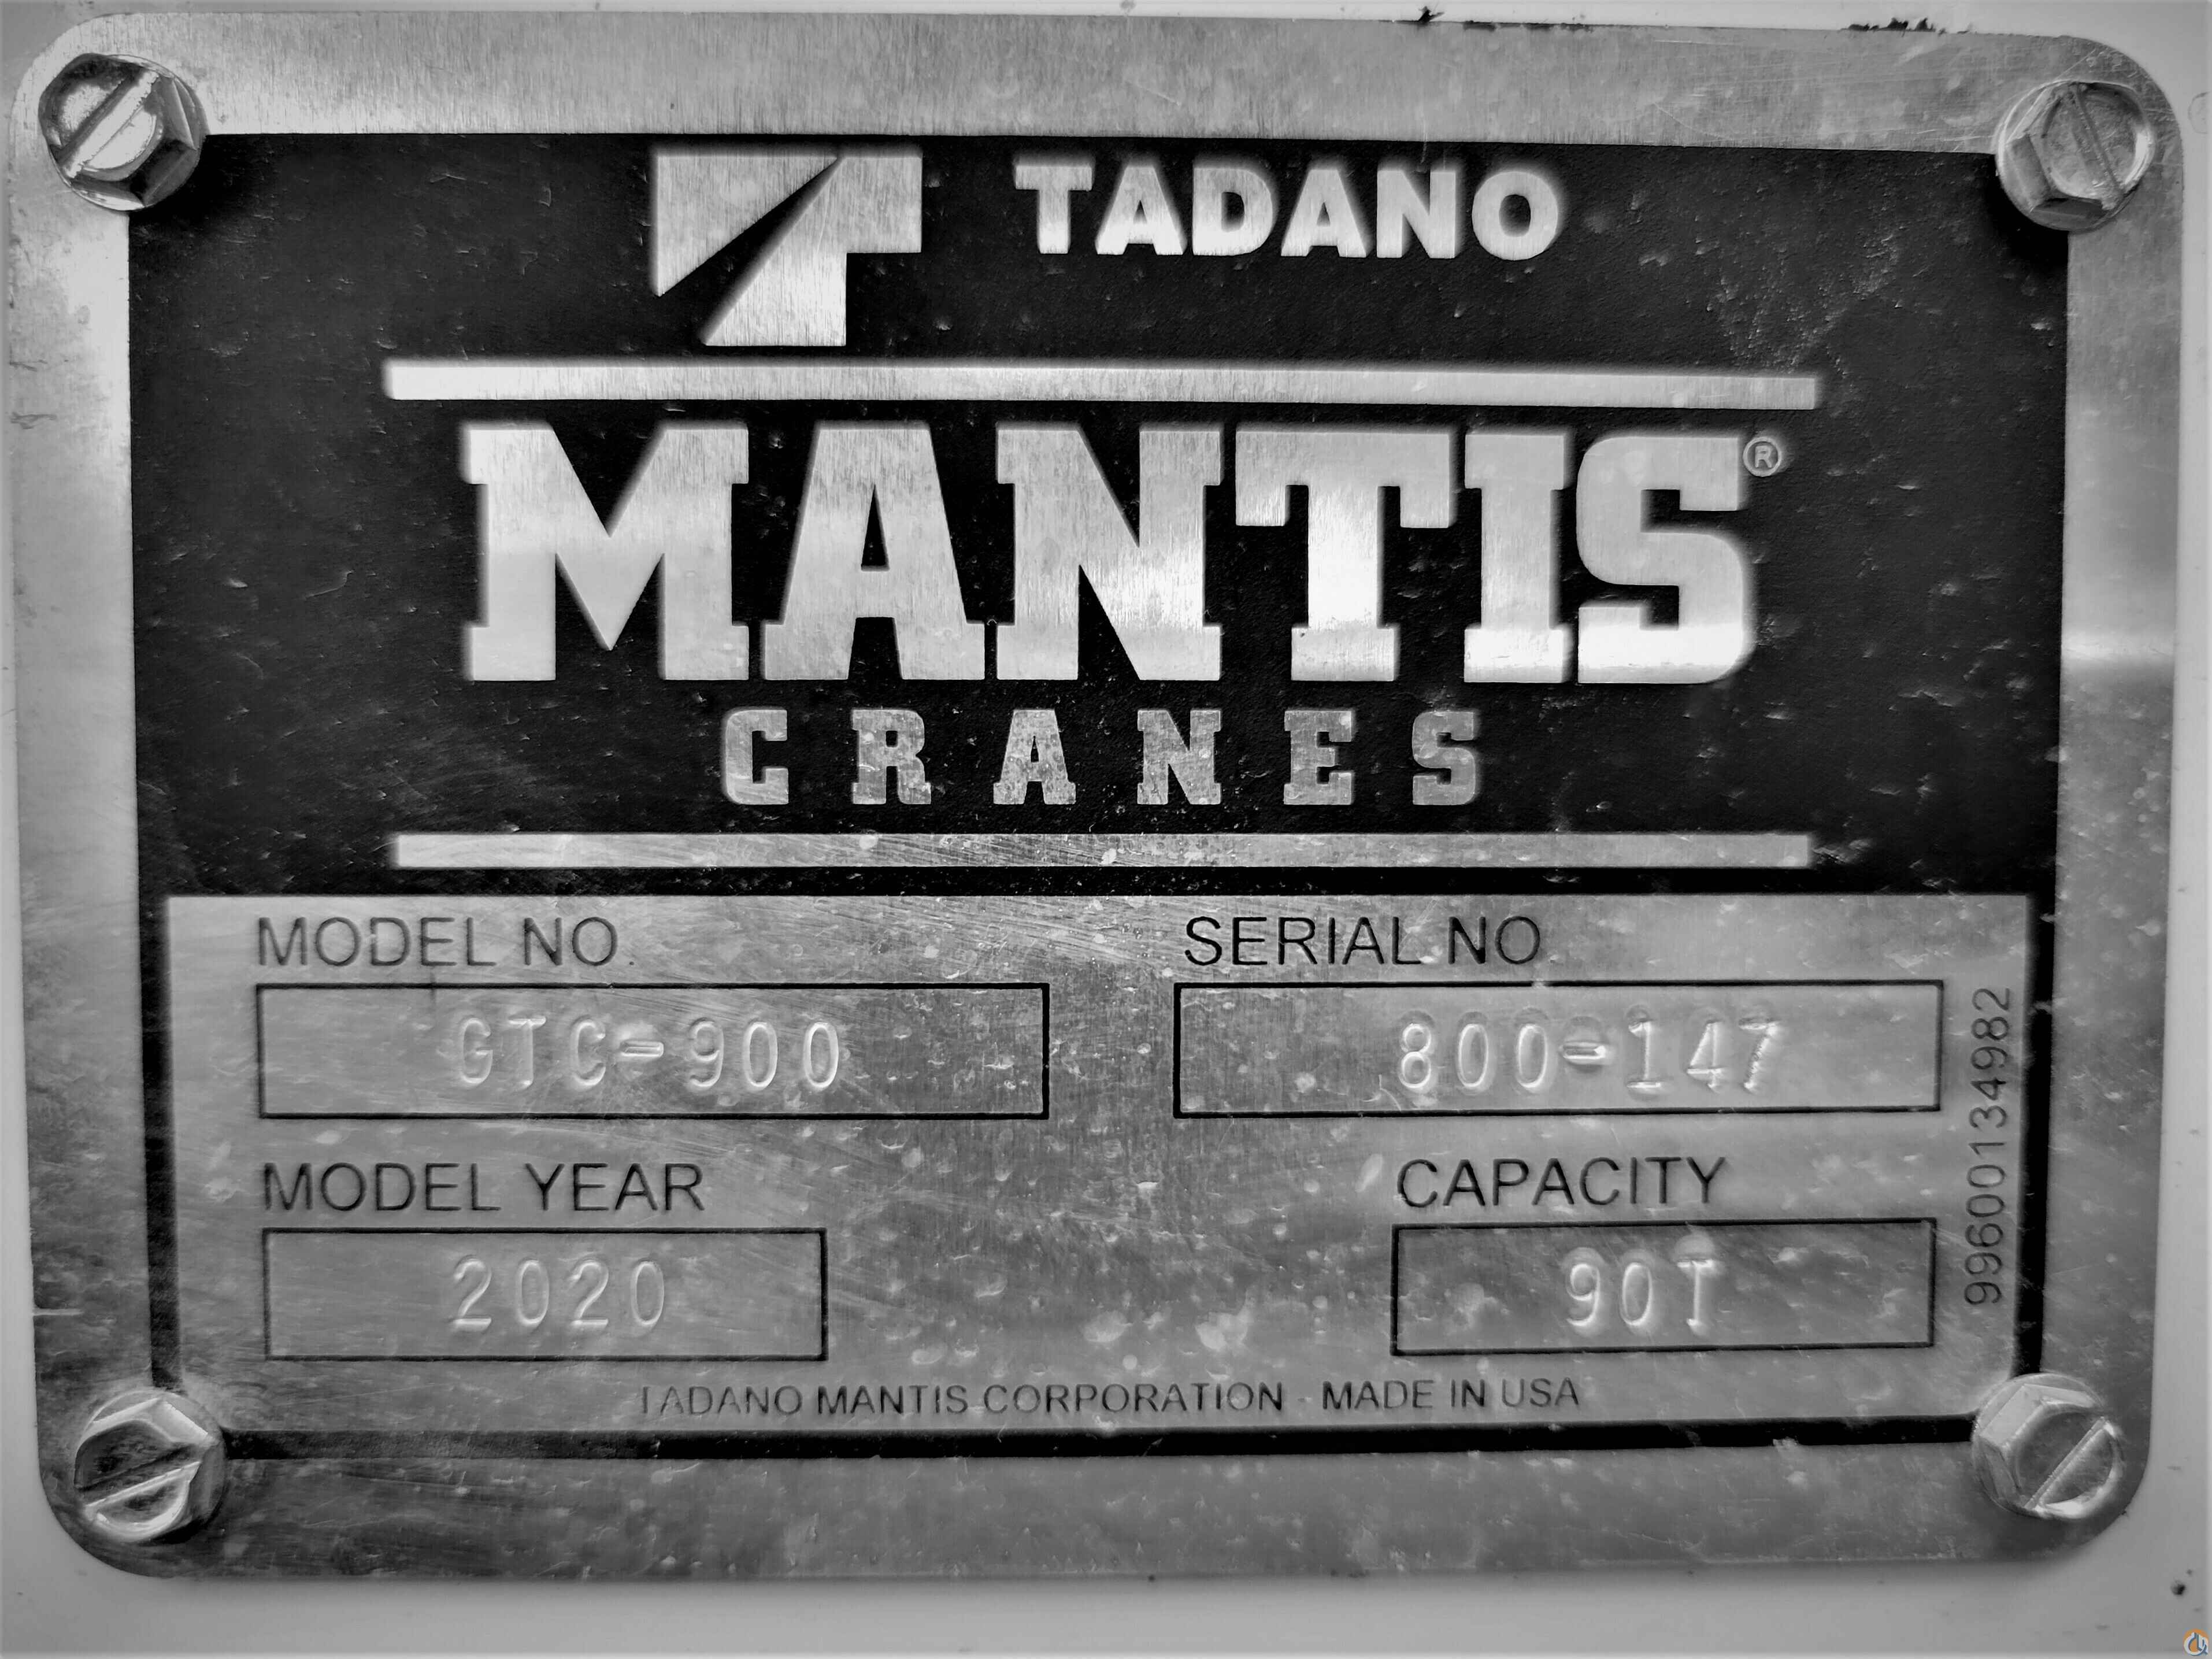 TADANO
MANTIS®
CRANES
MODEL NO.
SERIAL NO.
GTC-900
800-147
MODEL YEAR
CAPACITY
2020
90T
99600134982
TADANO MANTIS CORPORATION - MADE IN USA